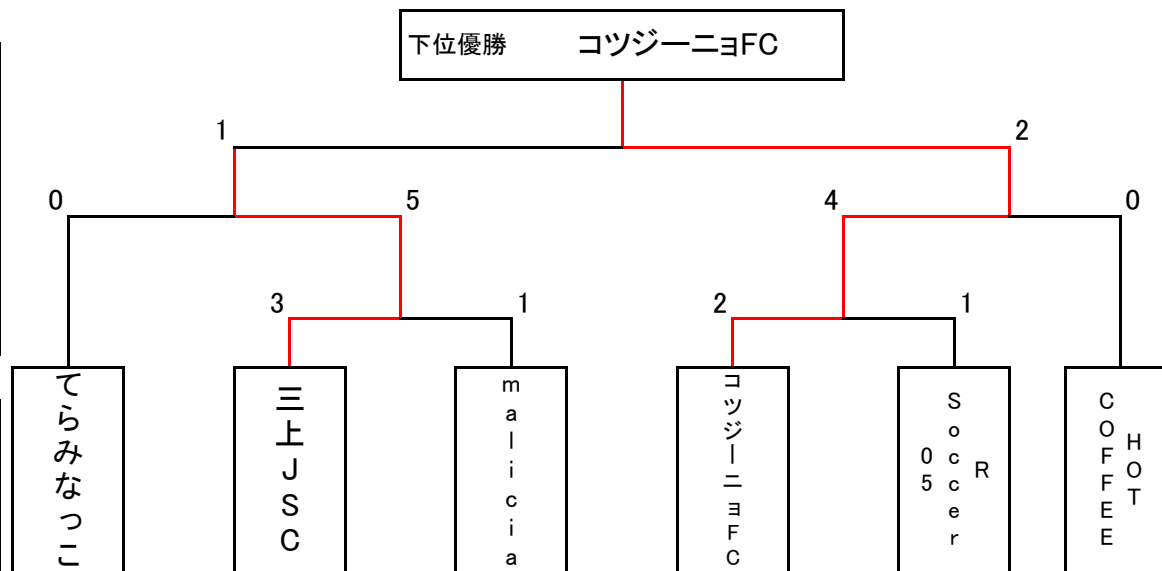 下位優勝 コツジーニョFC
1 2
0 5 4 0
3 1 2 1
てらみなっこ
三上JSC
malicia
コツジーニョFC
R
Soccer
05
HOT
COFFEE